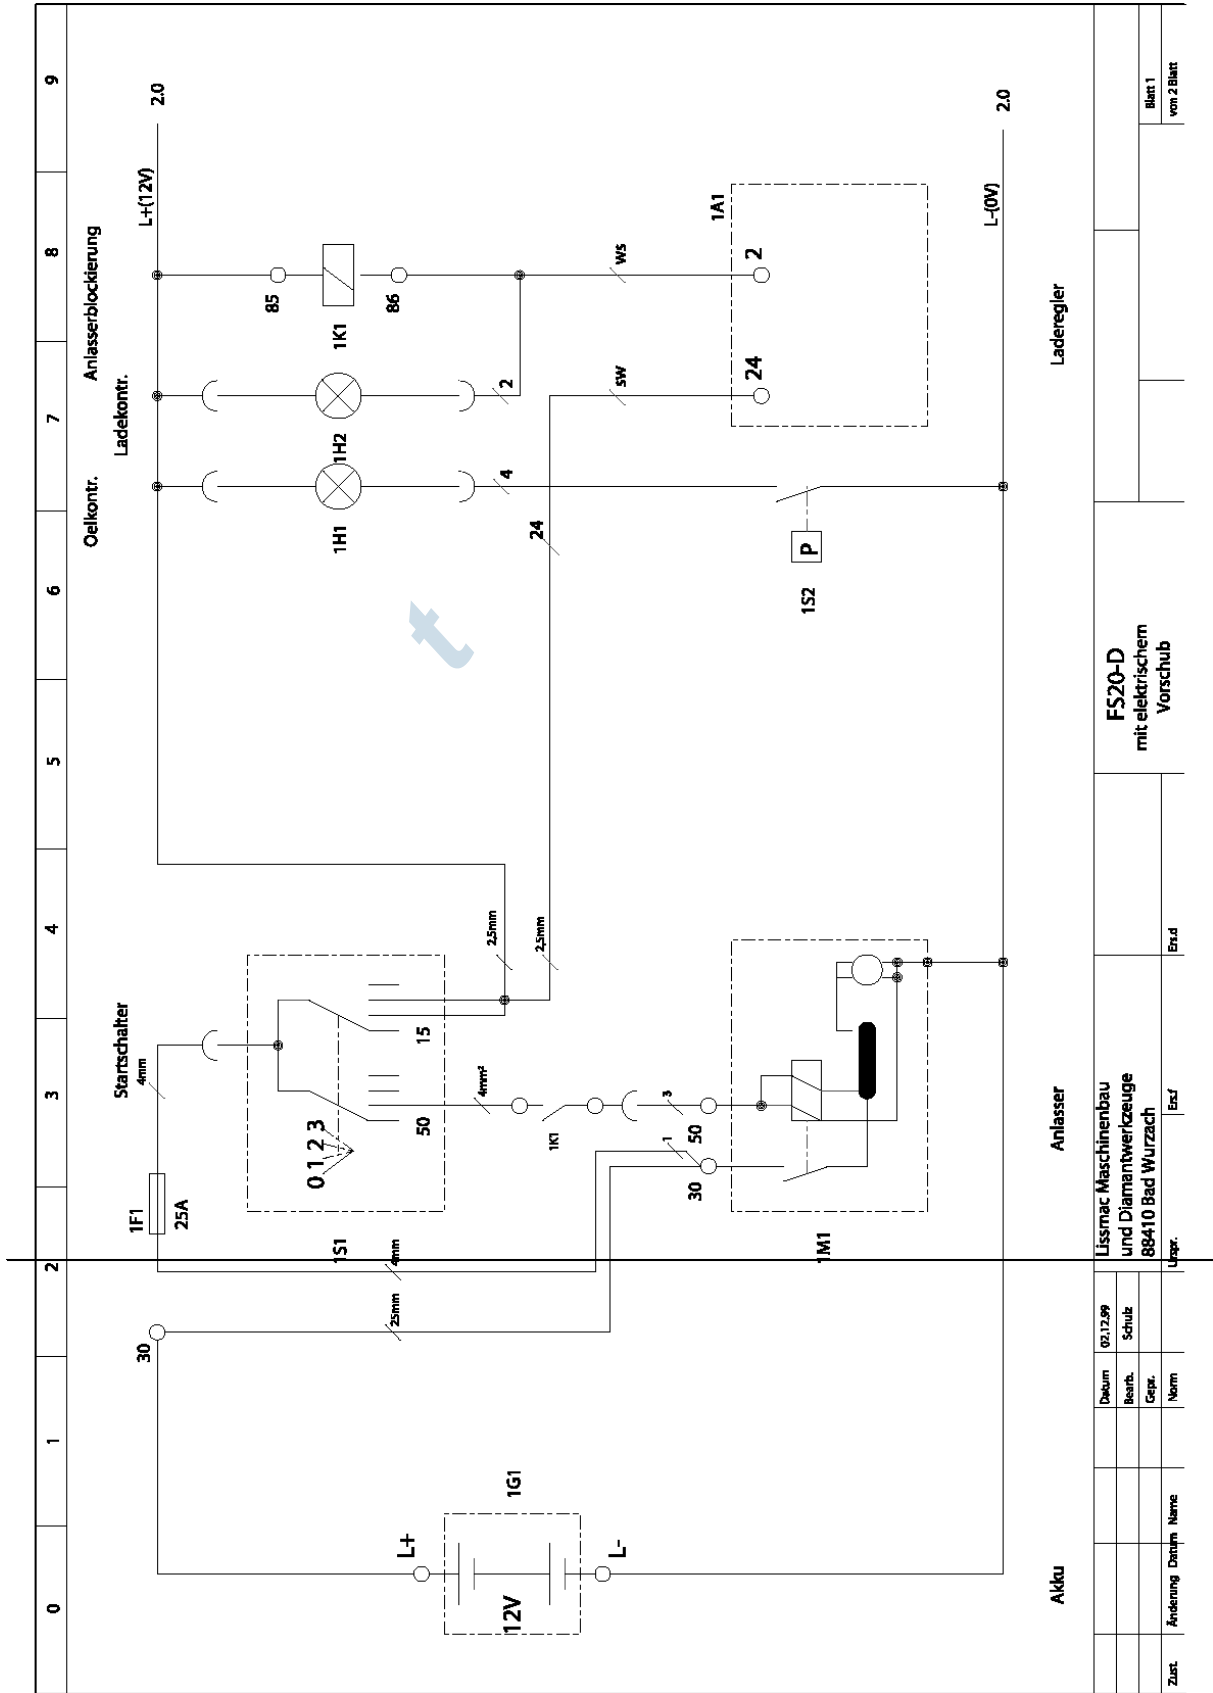 0 1 2 3 4 5 6 7 8 9
Startschalter
Oelkontr.
Ladekontr.
Anlasserblockierung
L+(12V)
2.0
30
1F1
25A
4mm
0 1 2 3
50
15
1S1
4mm
25mm
4mm²
2,5mm
2,5mm
1H1
1H2
1K1
85
86
4
2
24
sw
ws
t
L+
12V
1G1
L-
1K1
3
1
30
50
1M1
P
1S2
24
2
1A1
L-(0V)
2.0
Akku
Anlasser
Laderegler
Zust.
Änderung
Datum
Name
Datum
02.12.99
Bearb.
Schulz
Gepr.
Norm
Lissmac Maschinenbau
und Diamantwerkzeuge
88410 Bad Wurzach
Urspr.
Ers.f
Ers.d
FS20-D
mit elektrischem
Vorschub
Blatt 1
von 2 Blatt